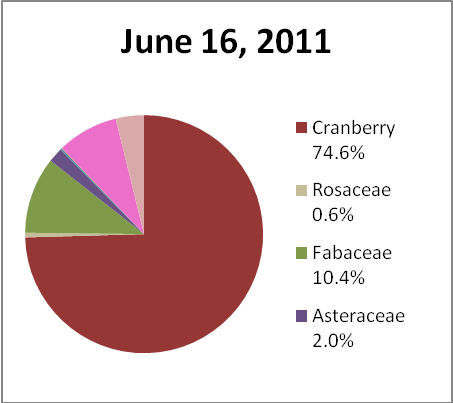 June 16, 2011
Cranberry
74.6%
Rosaceae
0.6%
Fabaceae
10.4%
Asteraceae
2.0%